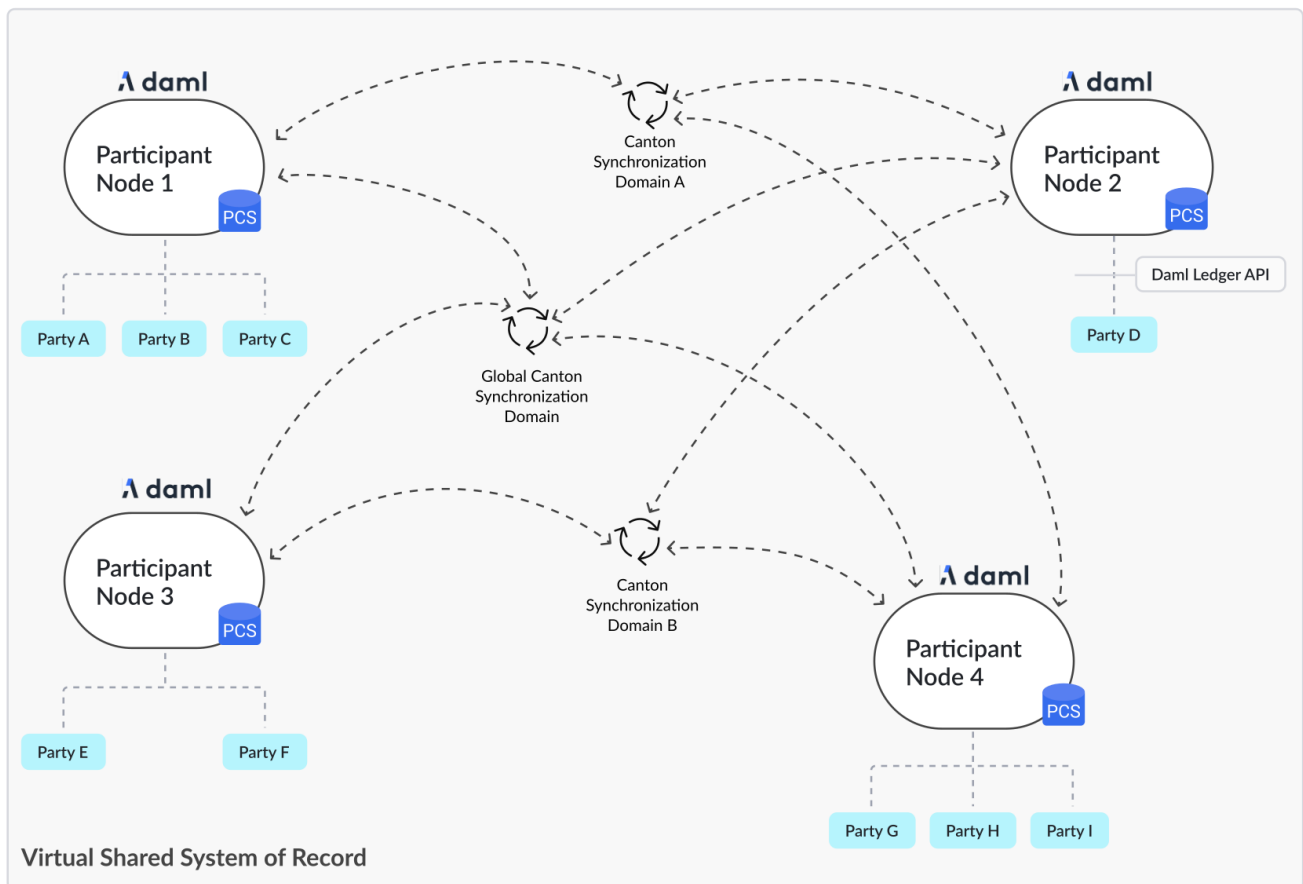 daml
Participant
Node 1
PCS
Party A
Party B
Party C
Canton
Synchronization
Domain A
daml
Participant
Node 2
PCS
Daml Ledger API
Party D
Global Canton
Synchronization
Domain
daml
Participant
Node 3
PCS
Party E
Party F
Canton
Synchronization
Domain B
daml
Participant
Node 4
PCS
Party G
Party H
Party I
Virtual Shared System of Record